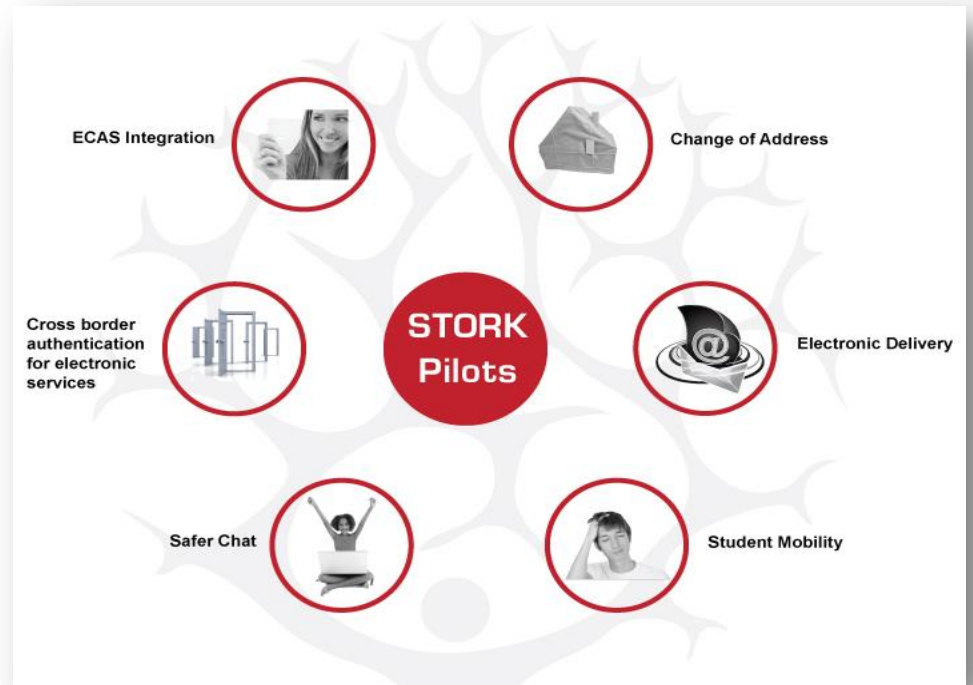 ECAS Integration
Change of Address
Cross border
authentication
for electronic
services
STORK
Pilots
@
Electronic Delivery
Safer Chat
Student Mobility